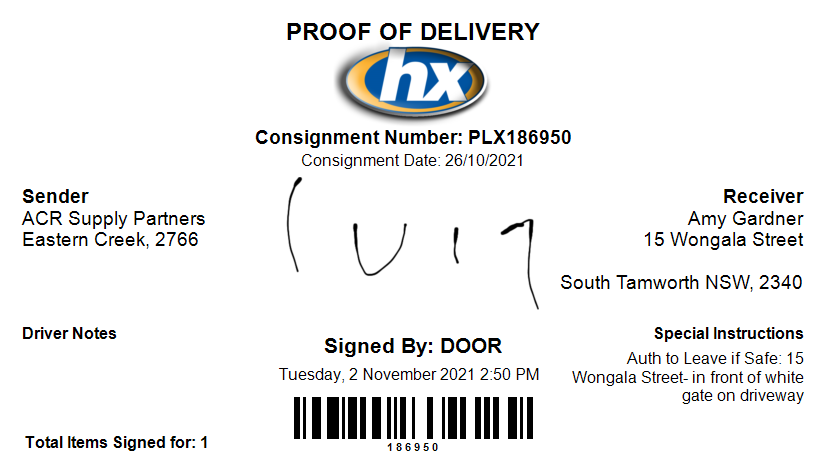 PROOF OF DELIVERY
hx
Consignment Number: PLX186950
Consignment Date: 26/10/2021
Sender
ACR Supply Partners
Eastern Creek, 2766
Receiver
Amy Gardner
15 Wongala Street
South Tamworth NSW, 2340
Driver Notes
Signed By: DOOR
Tuesday, 2 November 2021 2:50 PM
186950
Special Instructions
Auth to Leave if Safe: 15
Wongala Street- in front of white
gate on driveway
Total Items Signed for: 1